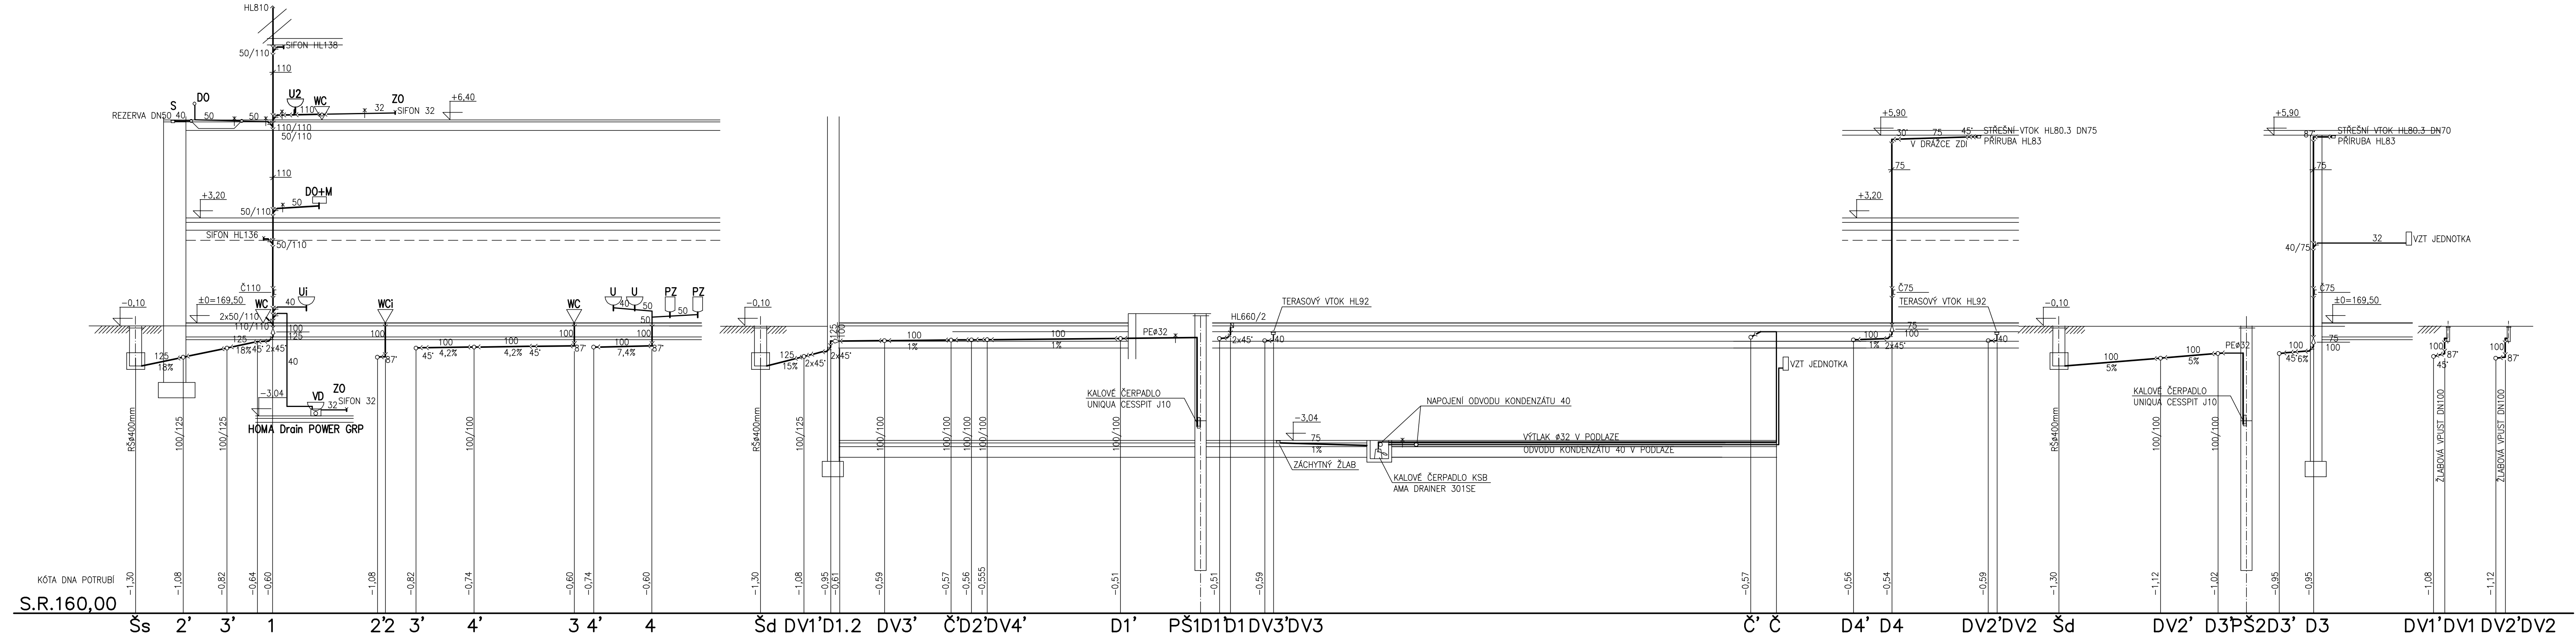 HL810
SIFON HL138
50/110
110
S
DO
U2
WC
ZO
+6,40
REZERVA DN50
40
50
50
110
32
SIFON 32
110/110
50/110
110
DO+M
+3,20
50
50/110
SIFON HL136
50/110
Č110
Ui
WC
WCi
WC
U
U
PZ
PZ
-0,10
±0=169,50
40
40
50
50
50
2x50/110
110/110
100
125
100
100
100
125
18%
125
18%
45'
2x45'
40
87'
100
45'
4,2%
100
4,2%
45'
87'
100
7,4%
87'
-3,04
VD
ZO
SIFON 32
32
HOMA Drain POWER GRP
RŠø400mm
100/125
100/125
100/100
KÓTA DNA POTRUBÍ
-1,30
-1,08
-0,82
-0,64
-0,60
-1,08
-0,82
-0,74
-0,60
-0,74
-0,60
S.R.160,00
Šs
2'
3'
1
2'
2
3'
4'
3
4'
4
-0,10
125
15%
2x45'
125
100
2x45'
100
1%
100
1%
PEø32
HL660/2
2x45'
40
TERASOVÝ VTOK HL92
KALOVÉ ČERPADLO
UNIQUA CESSPIT J10
NAPOJENÍ ODVODU KONDENZÁTU 40
-3,04
75
1%
VÝTLAK ø32 V PODLAZE
ODVODU KONDENZÁTU 40 V PODLAZE
ZÁCHYTNÝ ŽLAB
KALOVÉ ČERPADLO KSB
AMA DRAINER 301SE
VZT JEDNOTKA
RŠø400mm
100/125
100/100
100/100
100/100
100/100
100/100
-1,30
-1,08
-0,95
-0,61
-0,59
-0,57
-0,56
-0,555
-0,51
-0,51
-0,59
-0,57
Šd
DV1'
D1.2
DV3'
Č'
D2'
DV4'
D1'
PŠ1
D1'
D1
DV3'
DV3
Č'
Č
+5,90
30'
75
45'
STŘEŠNÍ VTOK HL80.3 DN75
PŘÍRUBA HL83
V DRÁŽCE ZDI
75
+3,20
Č75
TERASOVÝ VTOK HL92
75
100
100
1%
2x45'
40
-0,56
-0,54
-0,59
D4'
D4
DV2'
DV2
+5,90
87'
STŘEŠNÍ VTOK HL80.3 DN70
PŘÍRUBA HL83
75
40/75
32
VZT JEDNOTKA
-0,10
Č75
±0=169,50
100
5%
100
5%
PEø32
100
45'
6%
75
100
KALOVÉ ČERPADLO
UNIQUA CESSPIT J10
RŠø400mm
100/100
100/100
-1,30
-1,12
-1,02
-0,95
-0,95
Šd
DV2'
D3'
PŠ2
D3'
D3
100
87'
45'
100
87'
ŽLABOVÁ VPUST DN100
ŽLABOVÁ VPUST DN100
-1,08
-1,12
DV1'
DV1
DV2'
DV2